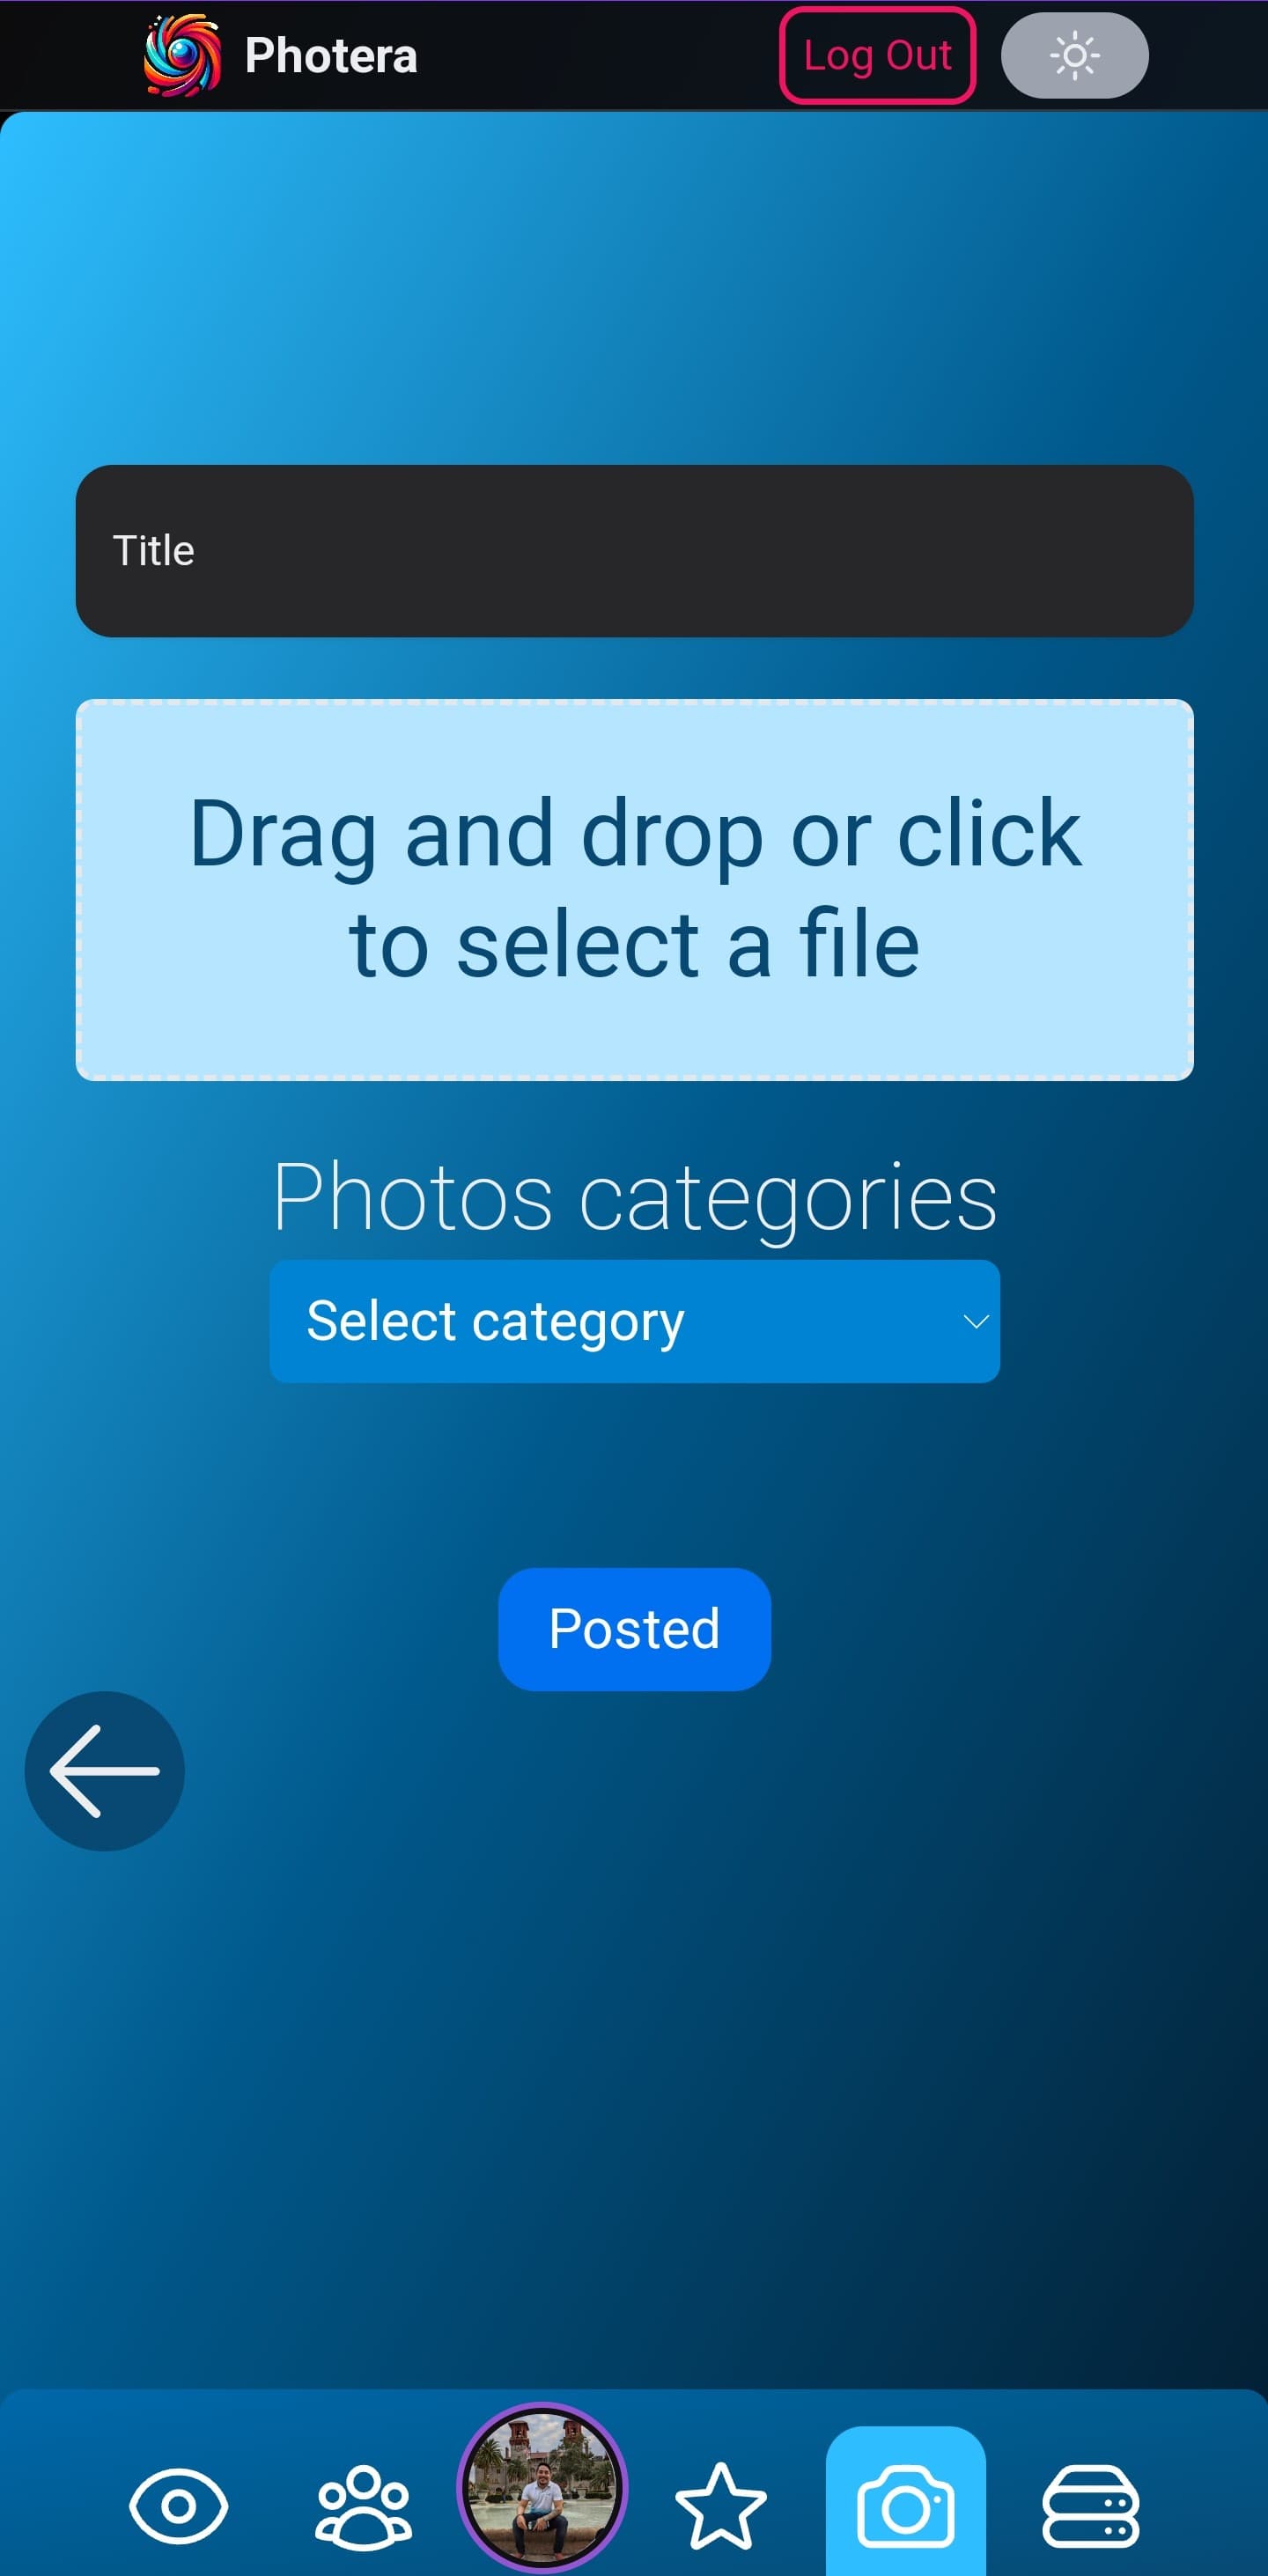 Photera
Log Out
Title
Drag and drop or click
to select a file
Photos categories
Select category
Posted